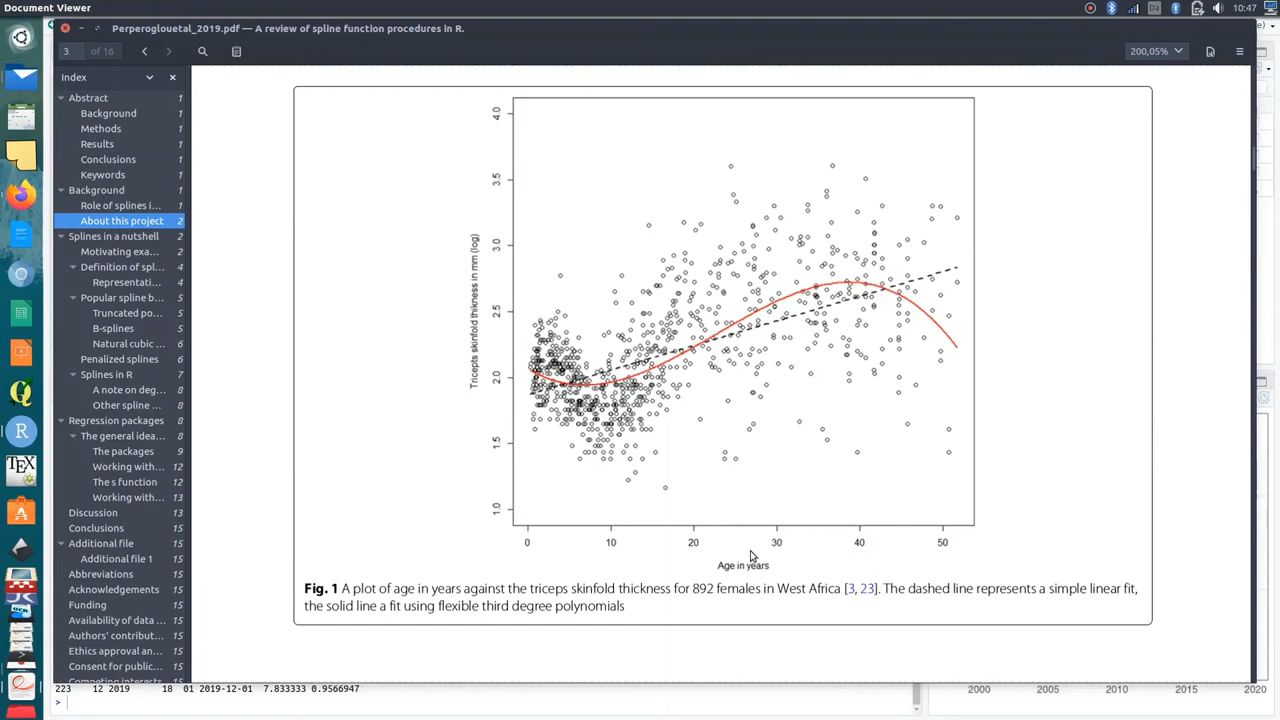 Document Viewer
Da
10:47
Perperoglouetal_2019.pdf — A review of spline function procedures in R.
3 of 16
200,05%
Index
Abstract 1
Background 1
Methods 1
Results 1
Conclusions 1
Keywords 1
Background 1
Role of splines i... 1
About this project 2
Splines in a nutshell 2
Motivating exa... 2
Definition of spl... 4
Representati... 4
Popular spline b... 5
Truncated po... 5
B-splines 5
Natural cubic ... 6
Penalized splines 6
Splines in R 7
A note on deg... 8
Other spline ... 8
Regression packages 8
The general idea... 8
The packages 9
Working with... 12
The s function 12
Working with... 13
Discussion 13
Conclusions 15
Additional file 15
Additional file 1 15
Abbreviations 15
Acknowledgements 15
Funding 15
Availability of data ... 15
Authors' contribut... 15
Ethics approval an... 15
Consent for public... 15
Competing interests 15
Triceps skinfold thikness in mm (log)
4.0
3.5
3.0
2.5
2.0
1.5
1.0
0 10 20 30 40 50
Age in years
Fig. 1 A plot of age in years against the triceps skinfold thickness for 892 females in West Africa [3, 23]. The dashed line represents a simple linear fit,
the solid line a fit using flexible third degree polynomials
223 12 2019 18 01 2019-12-01 7.833333 0.9566947
>
2000 2005 2010 2015 2020